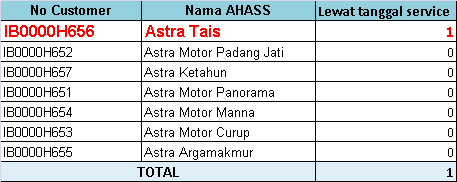 No Customer Nama AHASS Lewat tanggal service
IB0000H656 Astra Tais 1
IB0000H652 Astra Motor Padang Jati 0
IB0000H657 Astra Ketahun 0
IB0000H651 Astra Motor Panorama 0
IB0000H654 Astra Motor Manna 0
IB0000H653 Astra Motor Curup 0
IB0000H655 Astra Argamakmur 0
TOTAL 1